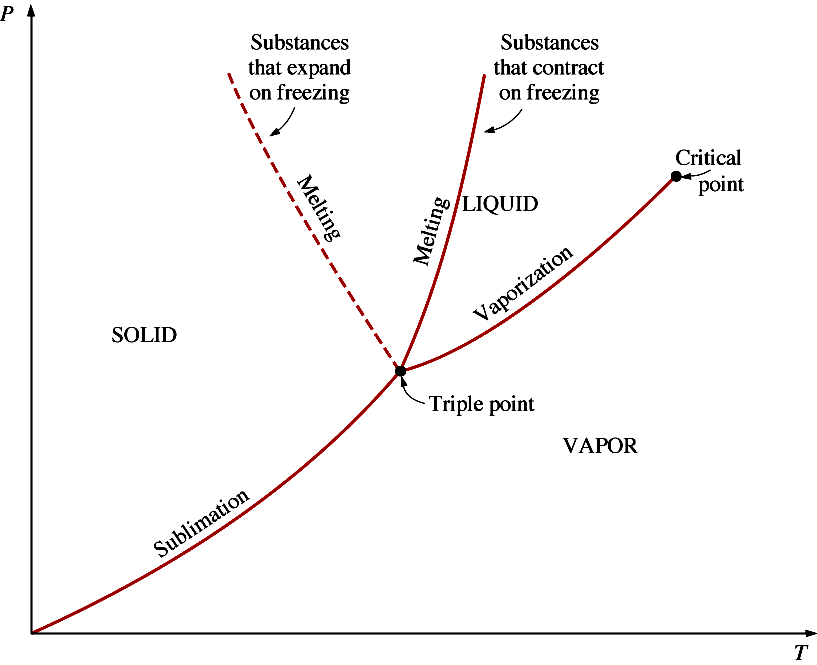 P
Substances
that expand
on freezing
Substances
that contract
on freezing
Critical
point
Melting
Melting
LIQUID
Vaporization
SOLID
Triple point
VAPOR
Sublimation
T